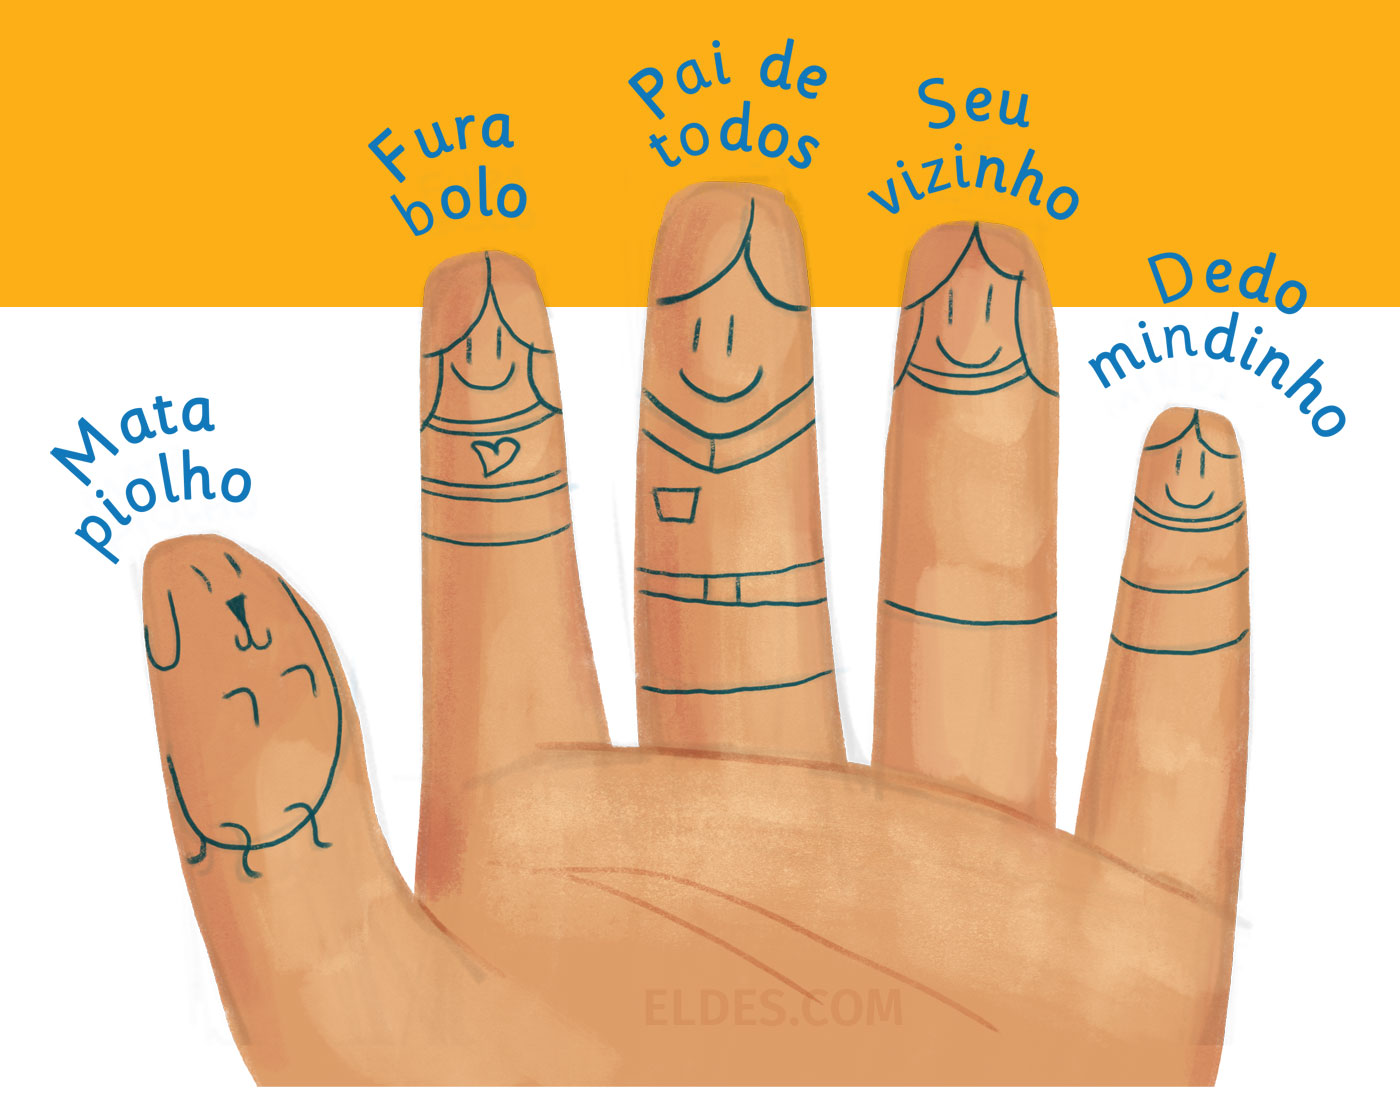 Mata
piolho
Fura
bolo
Pai de
todos
Seu
vizinho
Dedo
mindinho
ELDES.COM